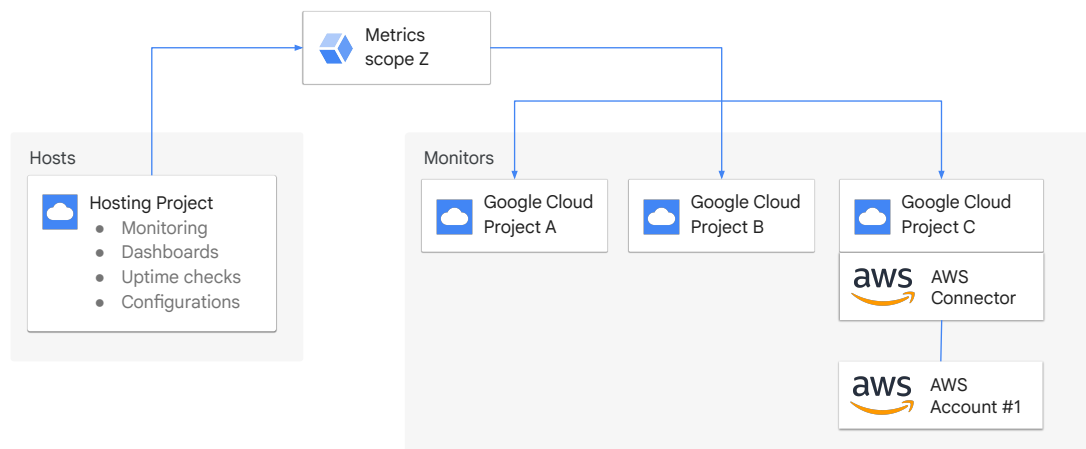 Metrics
scope Z
Hosts
Hosting Project
● Monitoring
● Dashboards
● Uptime checks
● Configurations
Monitors
Google Cloud
Project A
Google Cloud
Project B
Google Cloud
Project C
aws
AWS
Connector
aws
AWS
Account #1